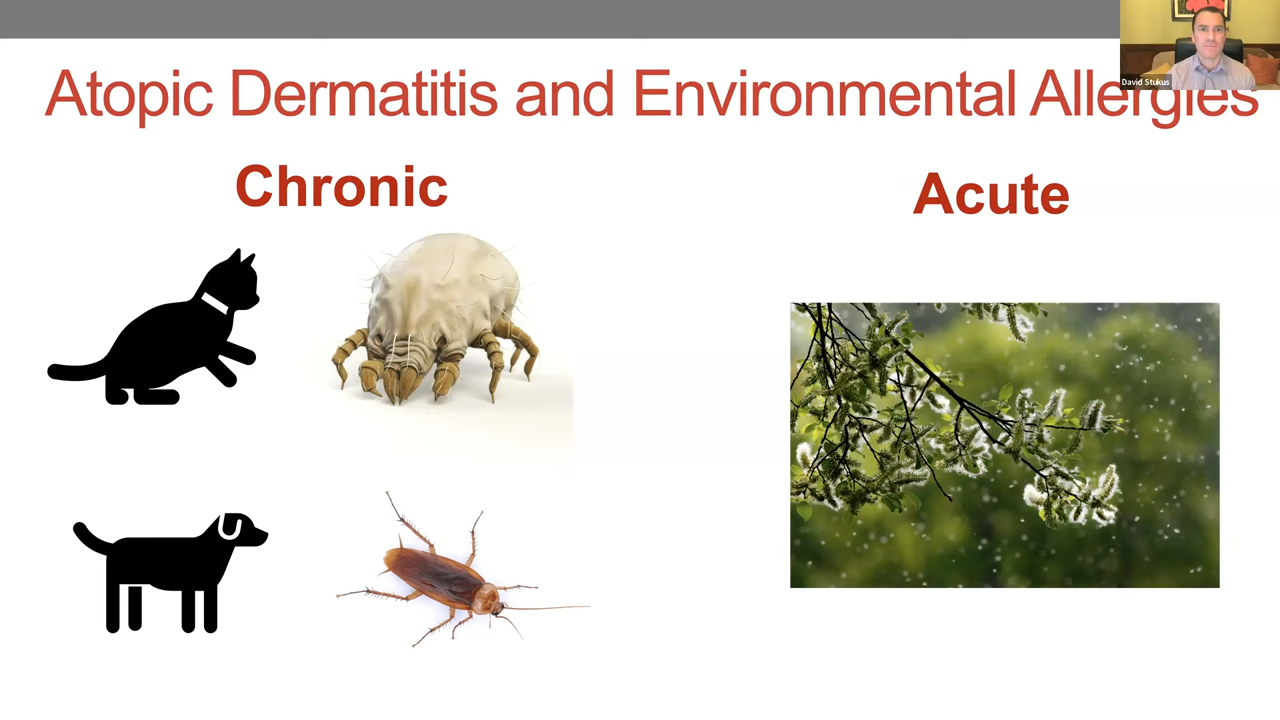 Atopic Dermatitis and Environmental Allergies
Chronic
Acute
David Stukus